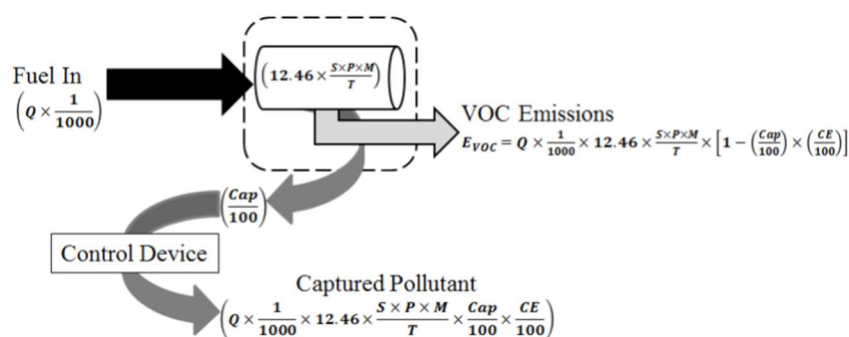 Fuel In
(Q × 1/1000)
(12.46 × S×P×M/T)
VOC Emissions
E_VOC = Q × 1/1000 × 12.46 × S×P×M/T × [1 − (Cap/100) × (CE/100)]
(Cap/100)
Control Device
Captured Pollutant
(Q × 1/1000 × 12.46 × S × P × M/T × Cap/100 × CE/100)